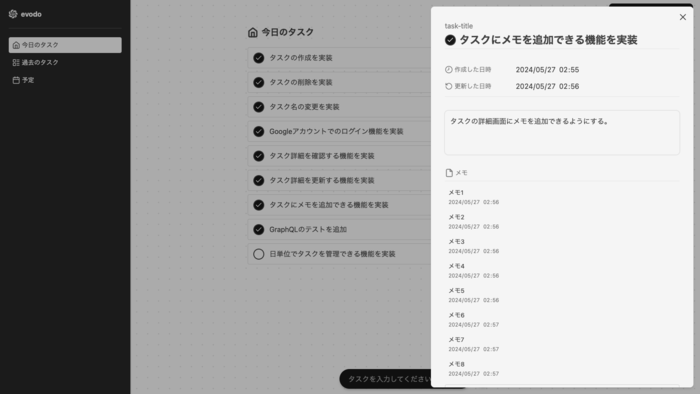 evodo
今日のタスク
過去のタスク
予定
今日のタスク
タスクの作成を実装
タスクの削除を実装
タスク名の変更を実装
Googleアカウントでのログイン機能を実装
タスク詳細を確認する機能を実装
タスク詳細を更新する機能を実装
タスクにメモを追加できる機能を実装
GraphQLのテストを追加
日単位でタスクを管理できる機能を実装
タスクを入力してください
task-title
タスクにメモを追加できる機能を実装
作成した日時 2024/05/27 02:55
更新した日時 2024/05/27 02:56
タスクの詳細画面にメモを追加できるようにする。
メモ
メモ1
2024/05/27 02:56
メモ2
2024/05/27 02:56
メモ3
2024/05/27 02:56
メモ4
2024/05/27 02:56
メモ5
2024/05/27 02:56
メモ6
2024/05/27 02:57
メモ7
2024/05/27 02:57
メモ8
2024/05/27 02:57